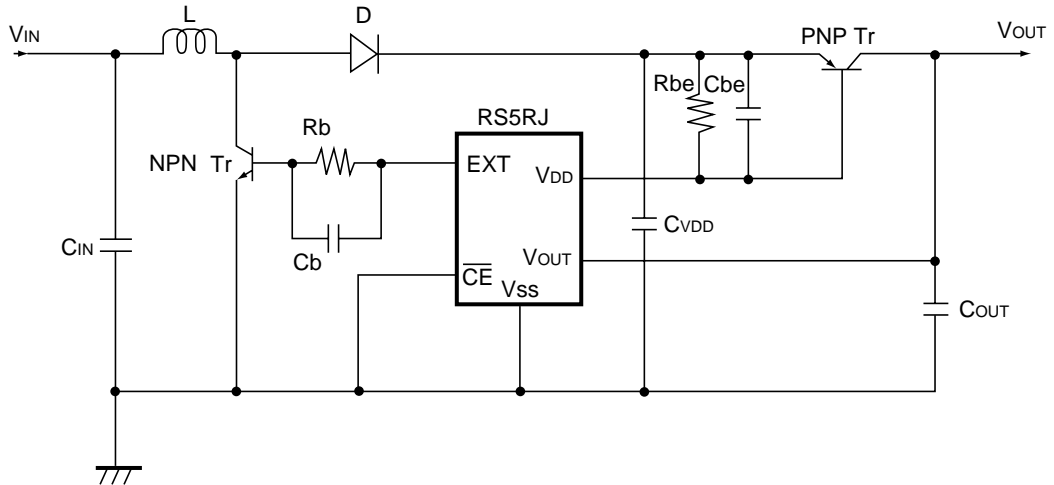 L
D
VIN
PNP Tr
VOUT
Rbe
Cbe
RS5RJ
Rb
EXT
NPN Tr
VDD
CVDD
CIN
Cb
VOUT
CE
Vss
COUT